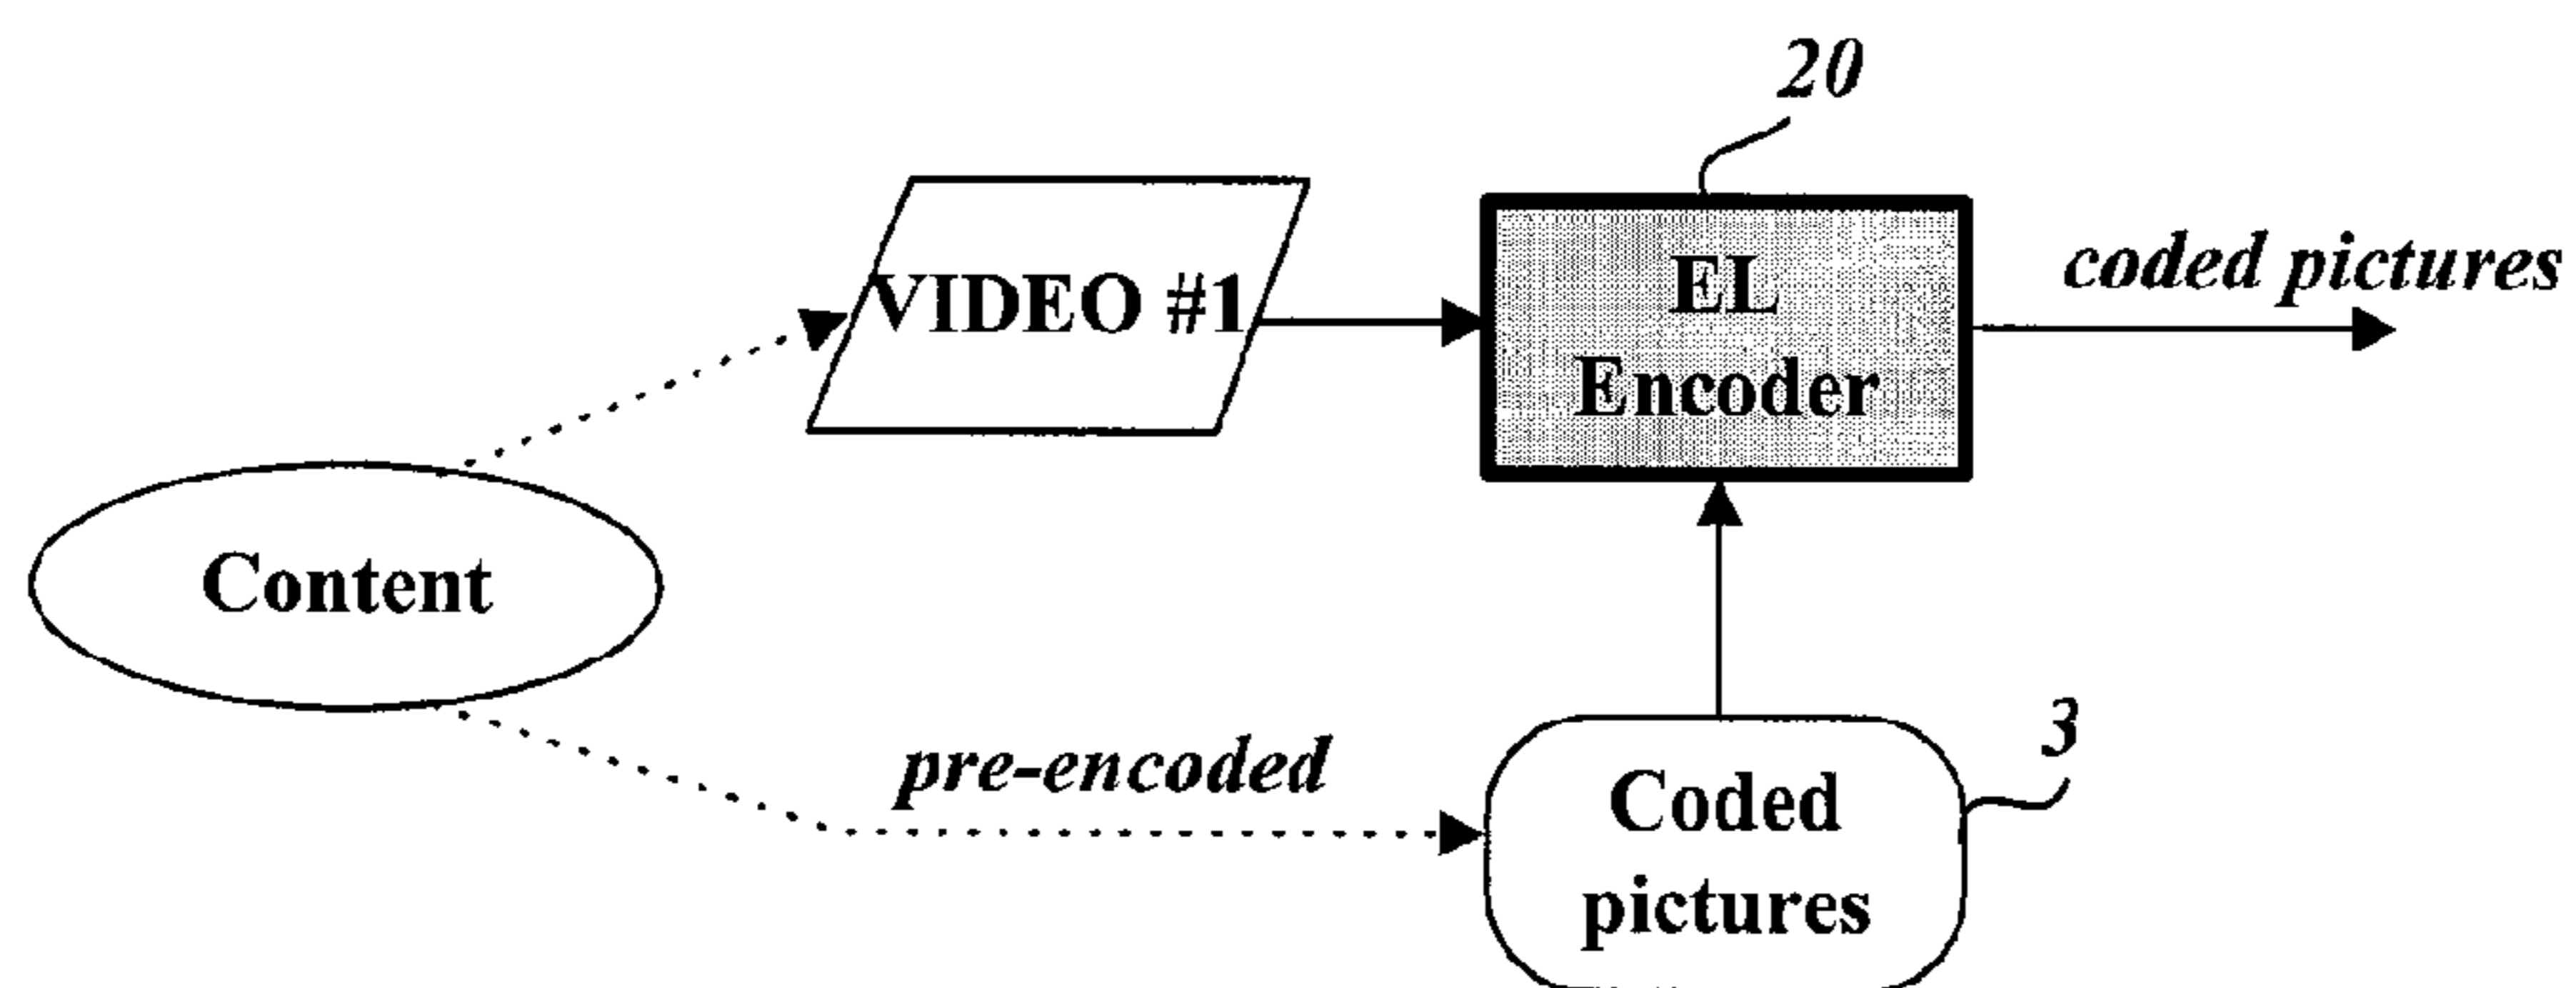 20
VIDEO #1
EL
Encoder
coded pictures
Content
pre-encoded
3
Coded
pictures